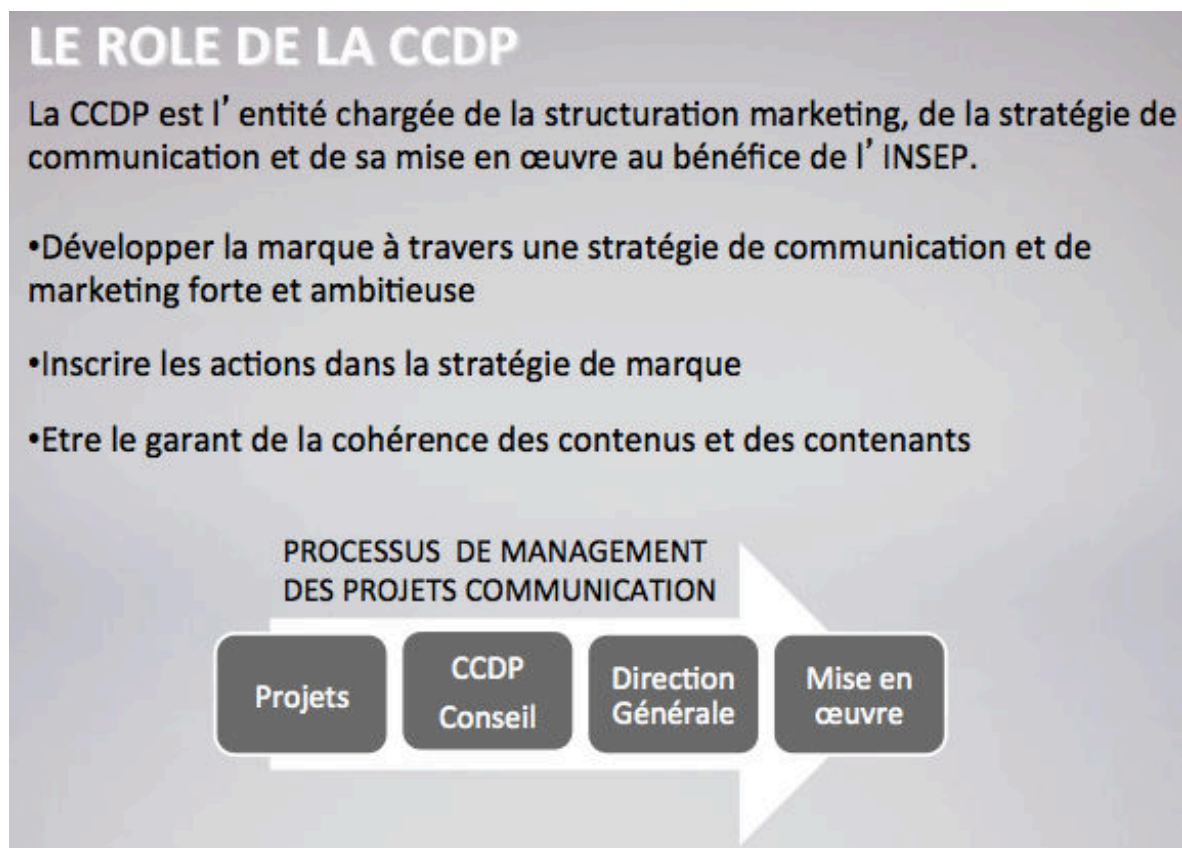 LE ROLE DE LA CCDP
La CCDP est l’ entité chargée de la structuration marketing, de la stratégie de
communication et de sa mise en œuvre au bénéfice de l’ INSEP.
•Développer la marque à travers une stratégie de communication et de
marketing forte et ambitieuse
•Inscrire les actions dans la stratégie de marque
•Etre le garant de la cohérence des contenus et des contenants
PROCESSUS DE MANAGEMENT
DES PROJETS COMMUNICATION
Projets
CCDP
Conseil
Direction
Générale
Mise en
œuvre